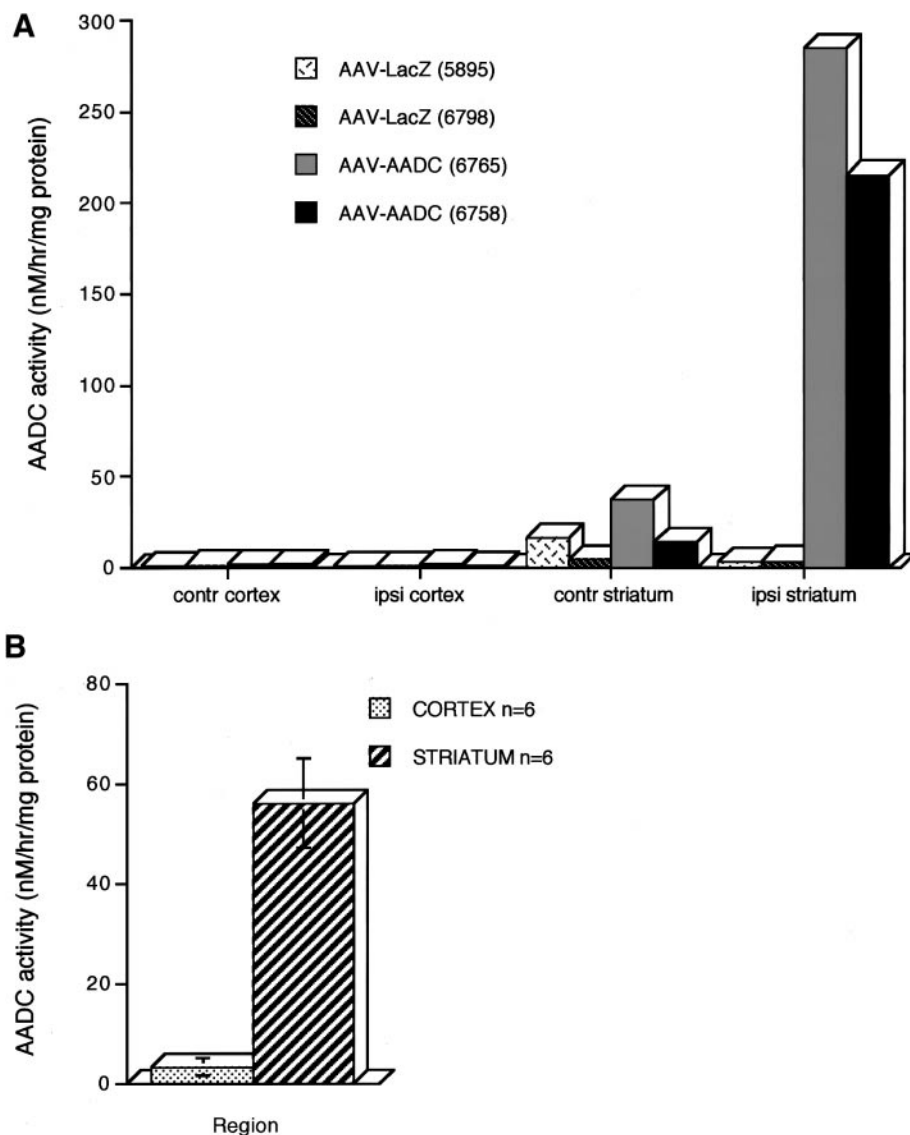 A
300
250
200
150
100
50
0
AADC activity (nM/hr/mg protein)
AAV-LacZ (5895)
AAV-LacZ (6798)
AAV-AADC (6765)
AAV-AADC (6758)
contr cortex
ipsi cortex
contr striatum
ipsi striatum
B
80
60
40
20
0
AADC activity (nM/hr/mg protein)
CORTEX n=6
STRIATUM n=6
Region